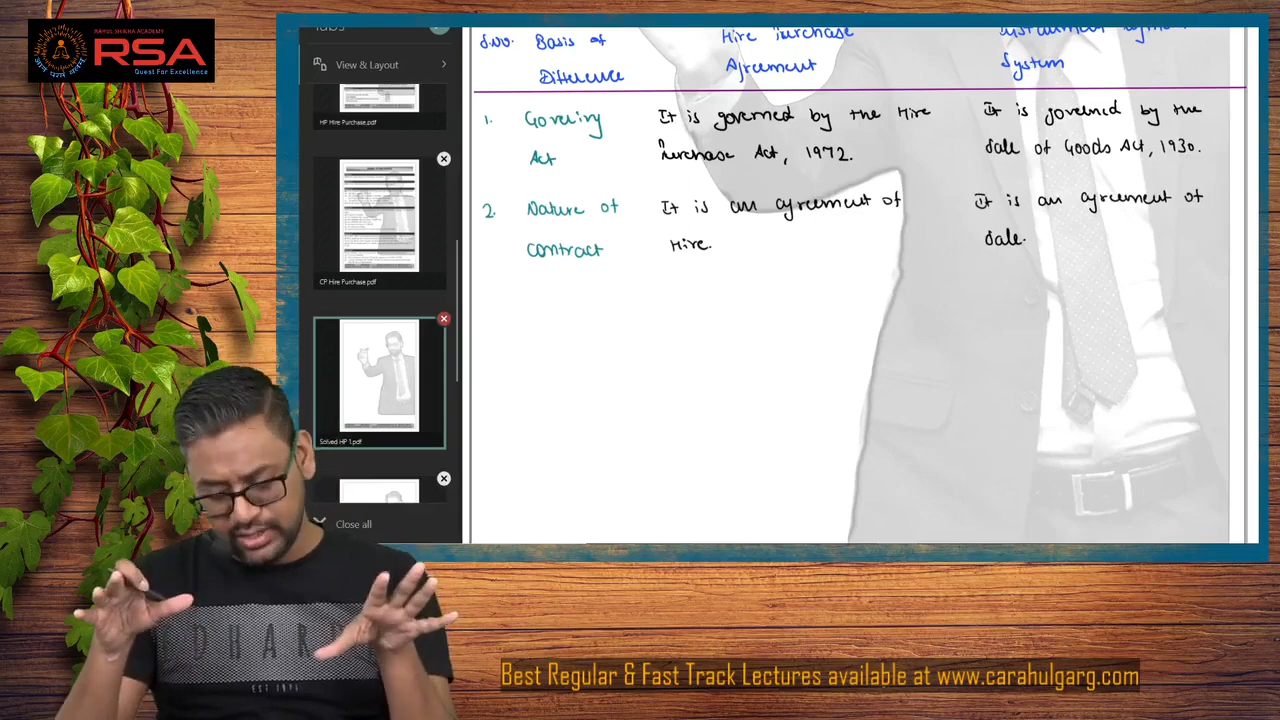 RAHUL SHIKHA ACADEMY
RSA
Quest For Excellence
View & Layout
HP Hire Purchase.pdf
CP Hire Purchase.pdf
Solved HP 1.pdf
Close all
S.no. Basis of Difference
Hire Purchase Agreement
System
1. Govering Act
It is governed by the Hire
Purchase Act, 1972.
It is governed by the
Sale of Goods Act, 1930.
2. Nature of contract
It is an agreement of
Hire.
It is an agreement of
Sale.
DHAR
EST 1971
Best Regular & Fast Track Lectures available at www.carahulgarg.com